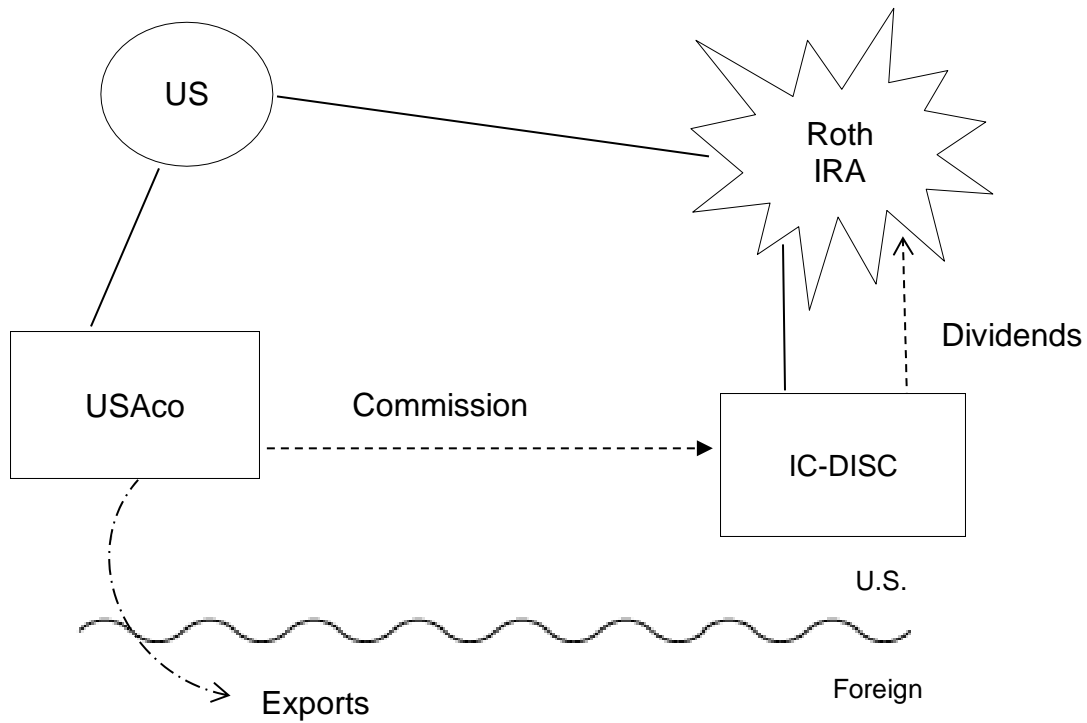 US
Roth
IRA
Dividends
USAco
Commission
IC-DISC
U.S.
Foreign
Exports